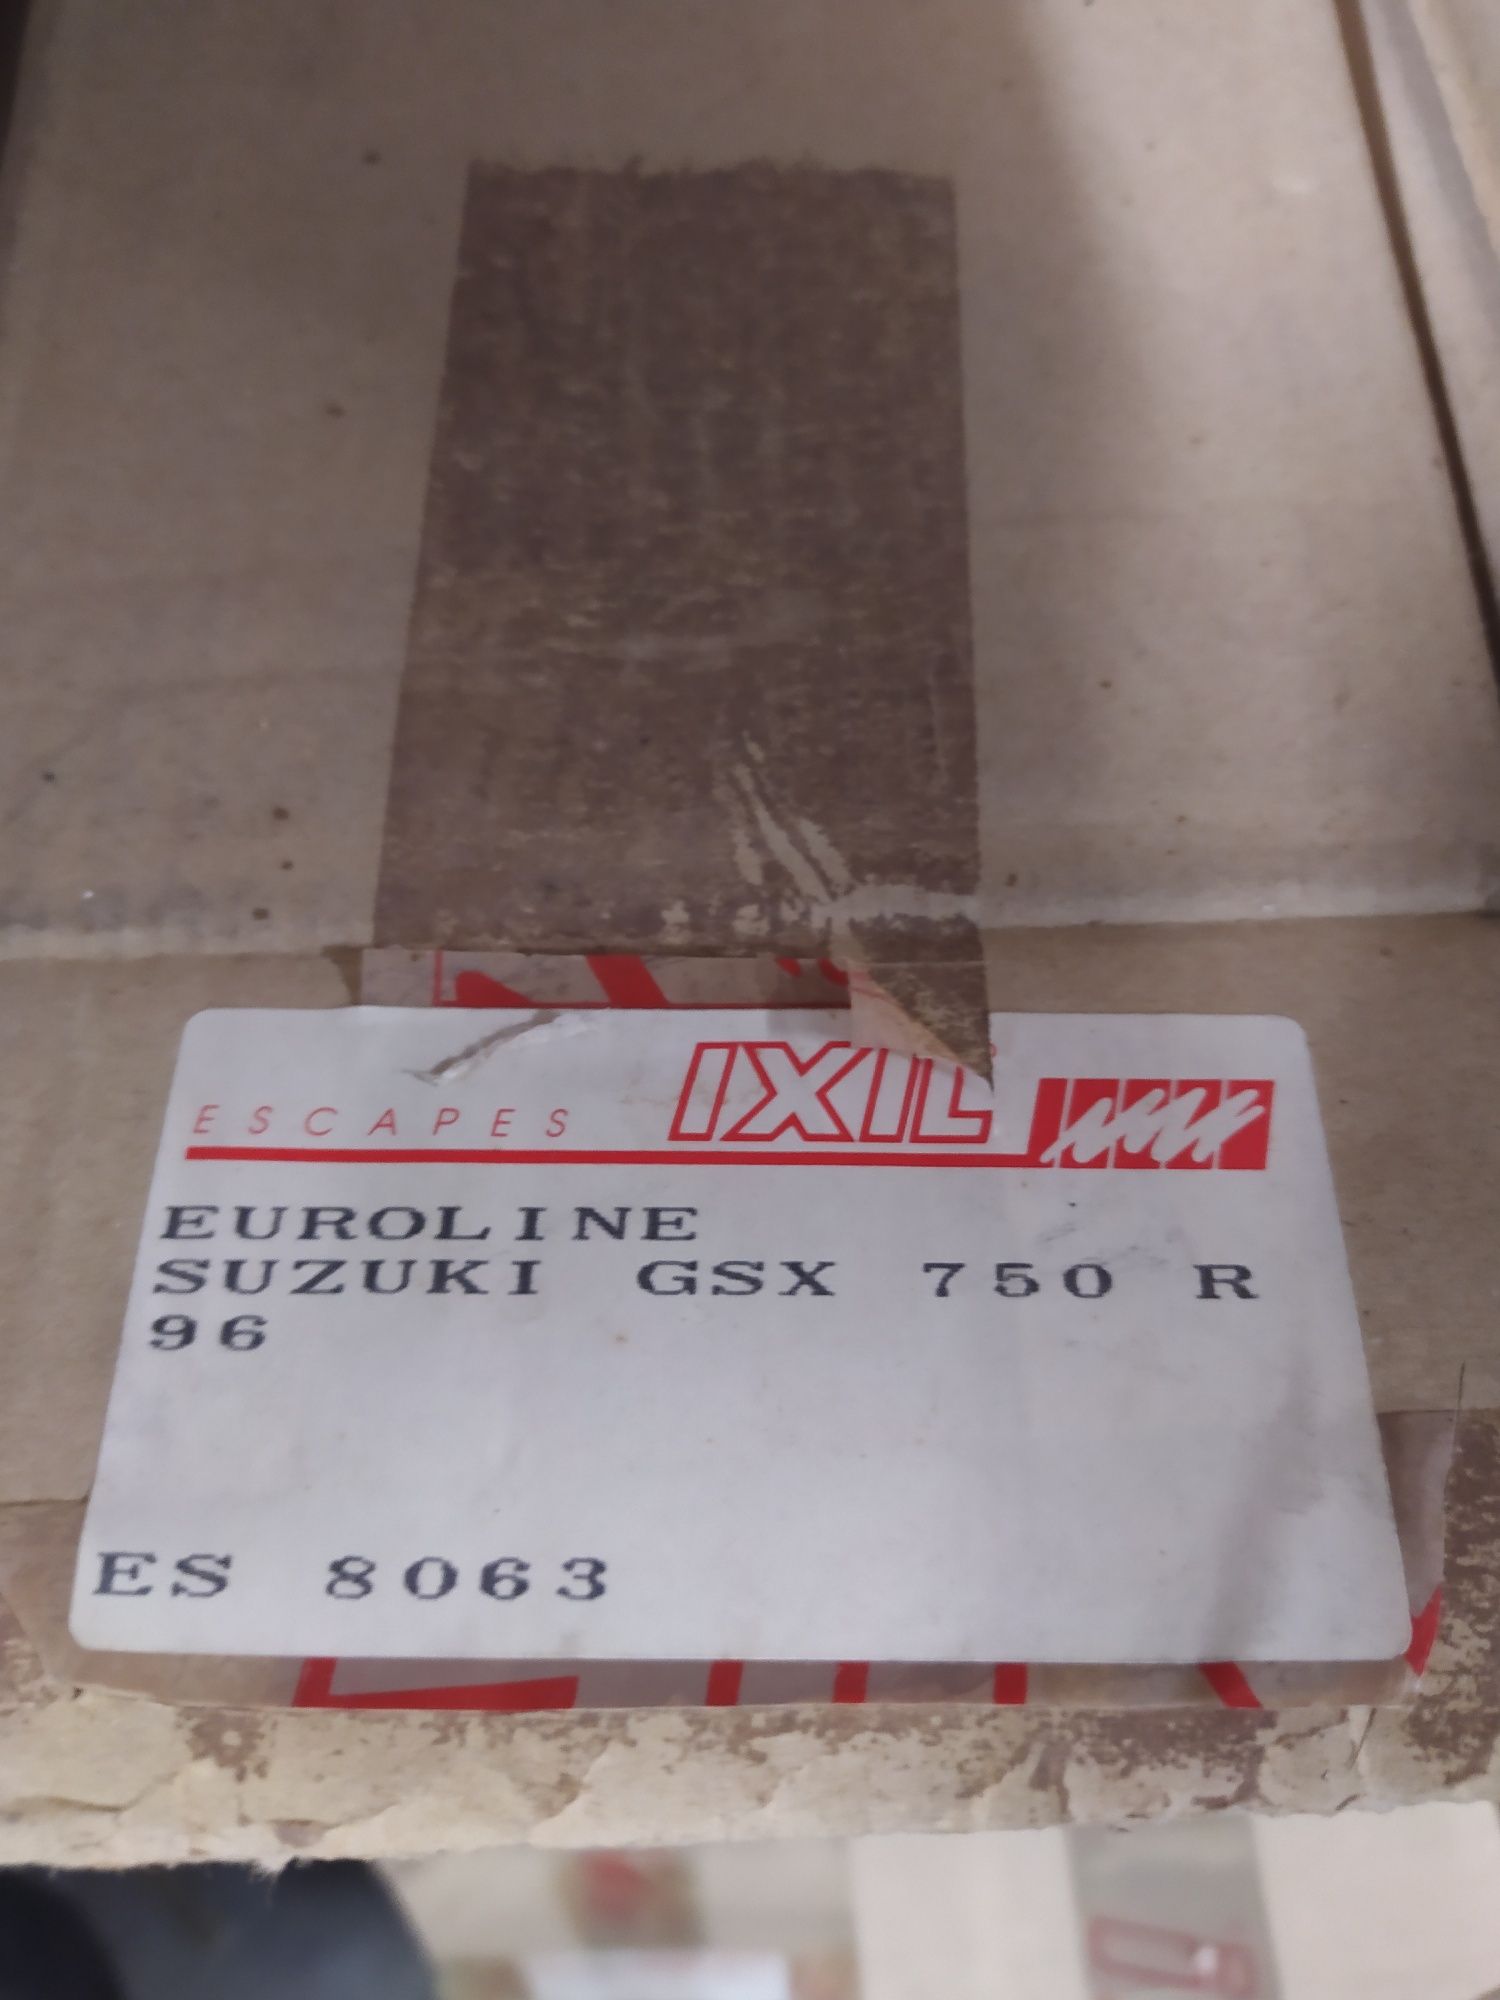 ESCAPES IXIL
EUROLINE
SUZUKI GSX 750 R
96
ES 8063